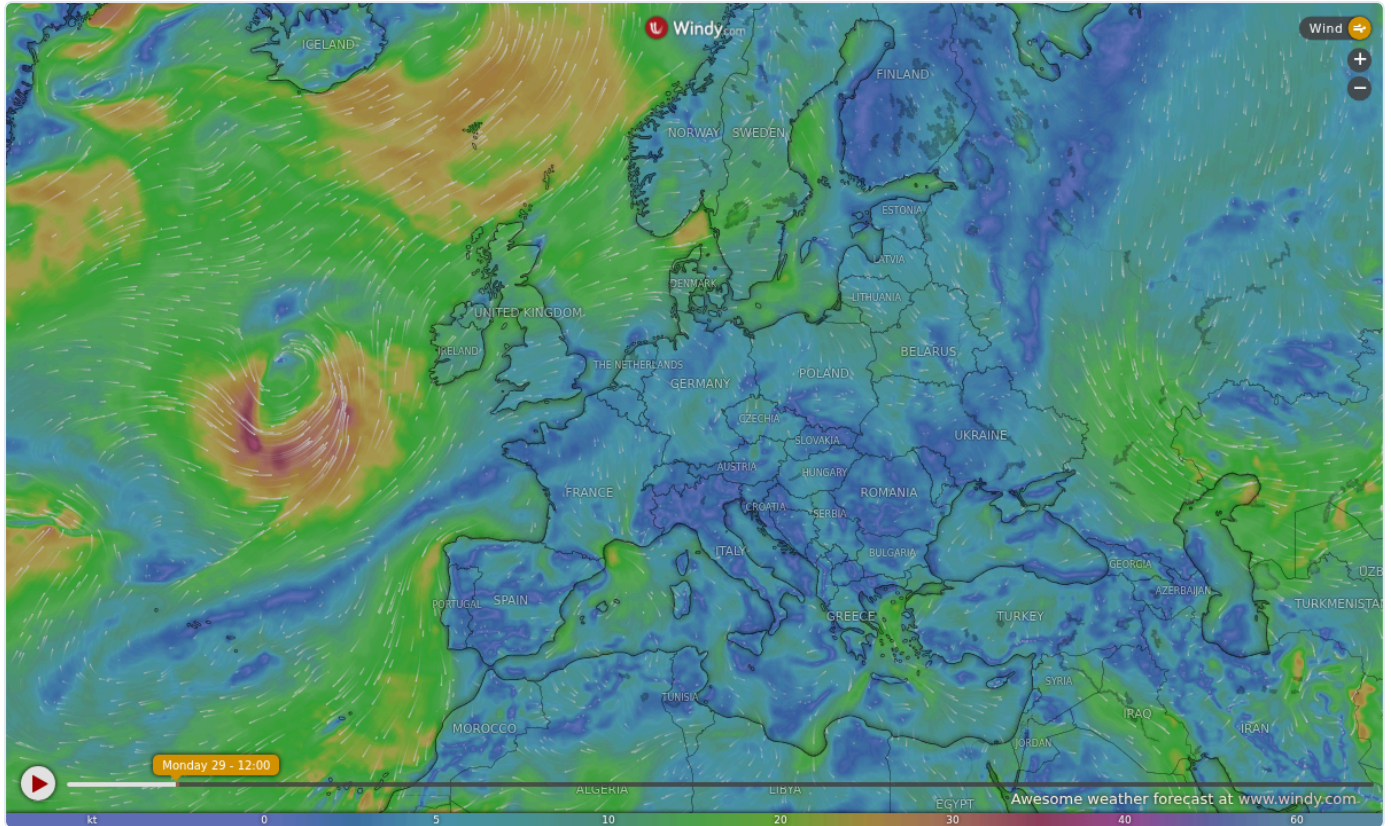 Windy.com
Wind
+
−
ICELAND
FINLAND
NORWAY SWEDEN
ESTONIA
LATVIA
DENMARK
LITHUANIA
UNITED KINGDOM
IRELAND
BELARUS
THE NETHERLANDS
GERMANY
POLAND
CZECHIA
UKRAINE
SLOVAKIA
AUSTRIA
HUNGARY
FRANCE
ROMANIA
CROATIA
SERBIA
ITALY
BULGARIA
GEORGIA
UZB
AZERBAIJAN
SPAIN
PORTUGAL
TURKMENISTAN
GREECE
TURKEY
SYRIA
TUNISIA
IRAQ
MOROCCO
IRAN
JORDAN
Monday 29 - 12:00
ALGERIA
LIBYA
EGYPT
Awesome weather forecast at www.windy.com
kt 0 5 10 20 30 40 60